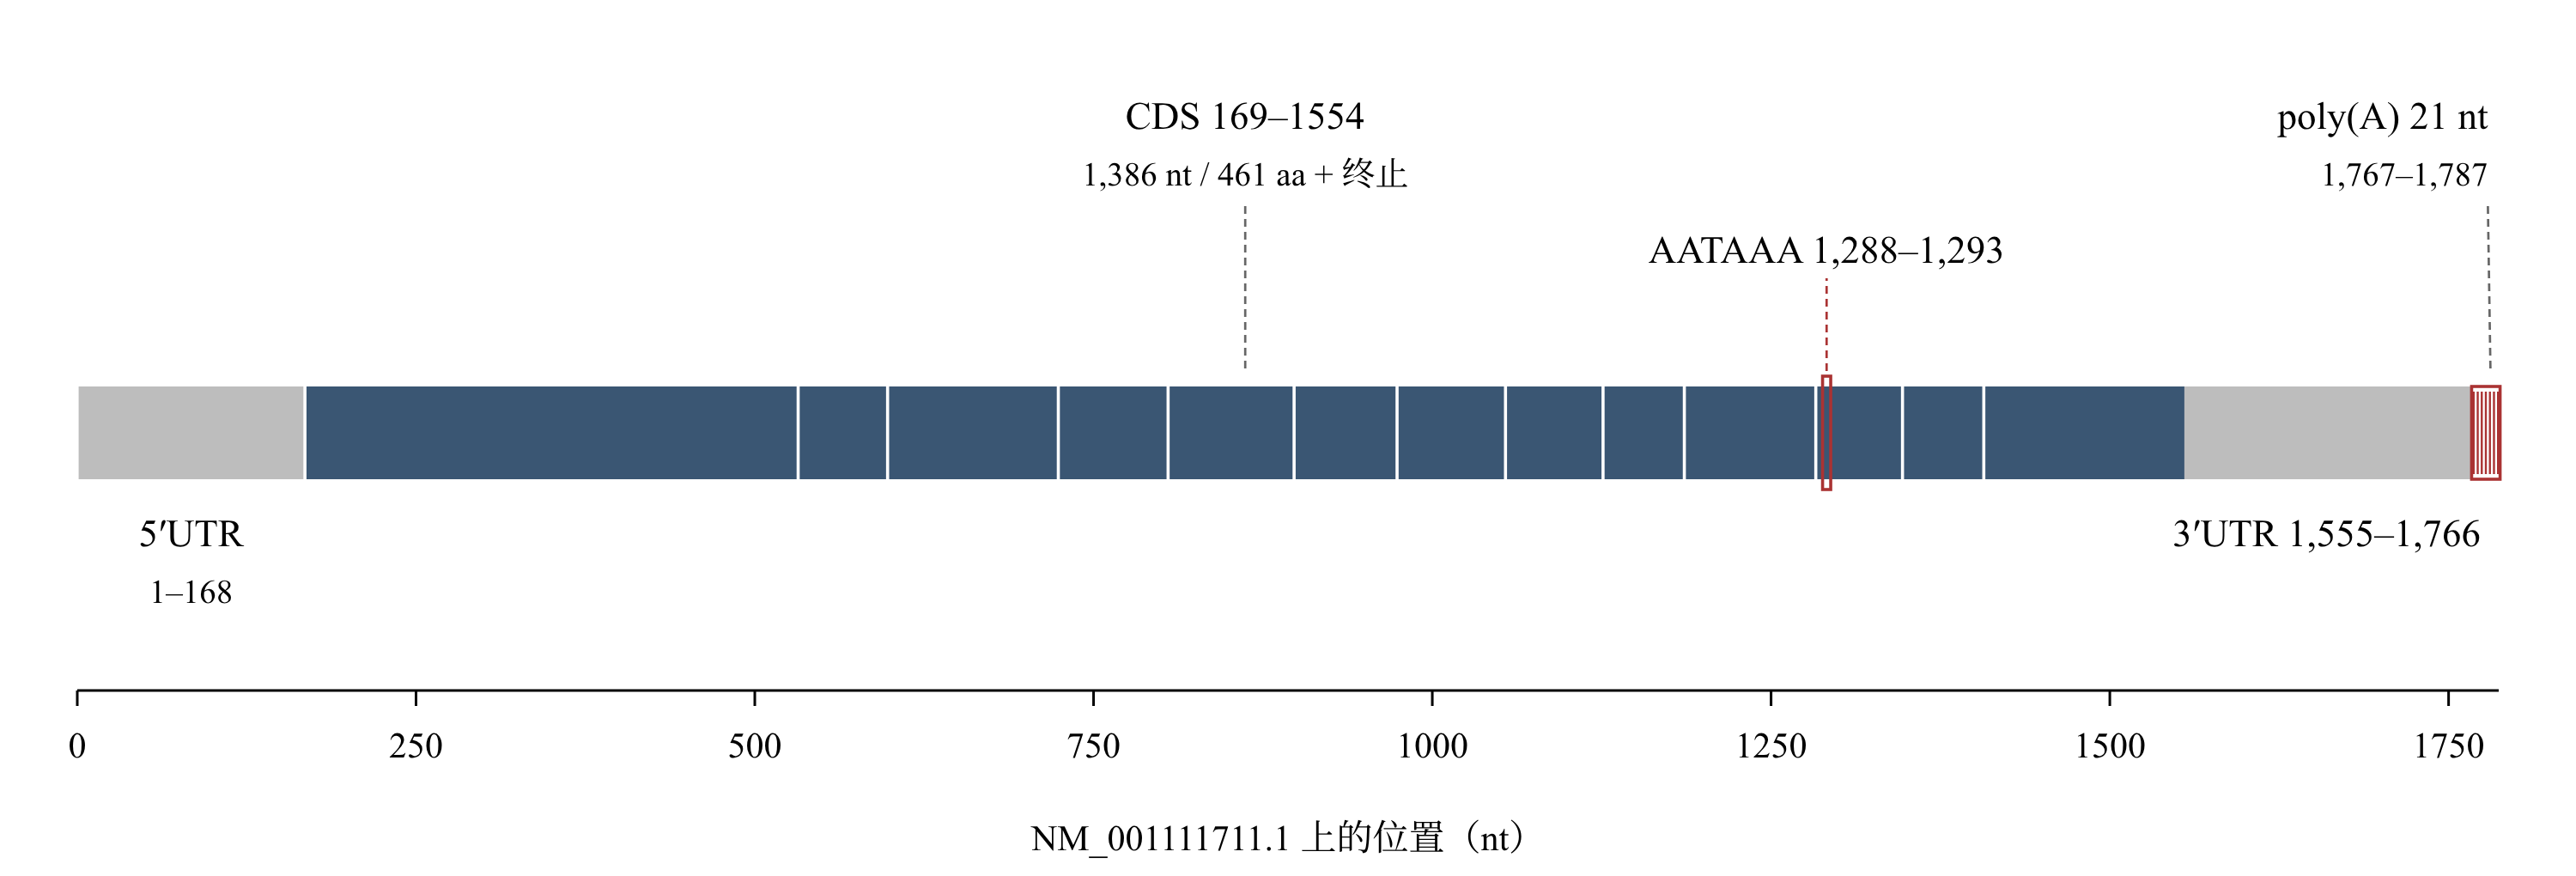 CDS 169–1554
1,386 nt / 461 aa + 终止
poly(A) 21 nt
1,767–1,787
AATAAA 1,288–1,293
5′UTR
1–168
3′UTR 1,555–1,766
0 250 500 750 1000 1250 1500 1750
NM_001111711.1 上的位置（nt）